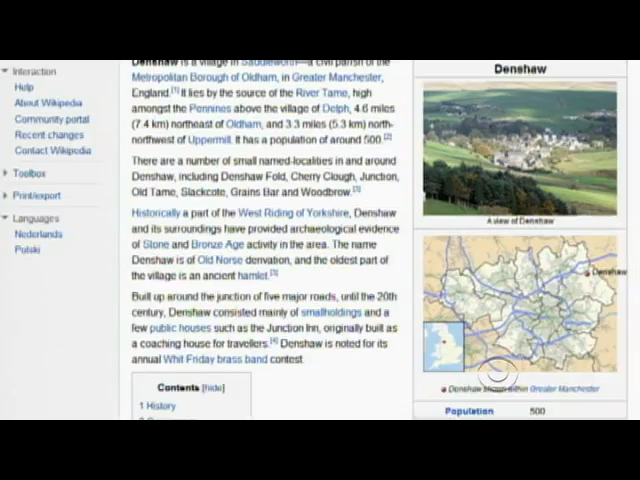 Interaction
Help
About Wikipedia
Community portal
Recent changes
Contact Wikipedia
Toolbox
Print/export
Languages
Nederlands
Polski
Denshaw is a village in Saddleworth—a civil parish of the
Metropolitan Borough of Oldham, in Greater Manchester,
England.[1] It lies by the source of the River Tame, high
amongst the Pennines above the village of Delph, 4.6 miles
(7.4 km) northeast of Oldham, and 3.3 miles (5.3 km) north-
northwest of Uppermill. It has a population of around 500.[2]
There are a number of small named-localities in and around
Denshaw, including Denshaw Fold, Cherry Clough, Junction,
Old Tame, Slackcote, Grains Bar and Woodbrow.[3]
Historically a part of the West Riding of Yorkshire, Denshaw
and its surroundings have provided archaeological evidence
of Stone and Bronze Age activity in the area. The name
Denshaw is of Old Norse derivation, and the oldest part of
the village is an ancient hamlet.[3]
Built up around the junction of five major roads, until the 20th
century, Denshaw consisted mainly of smallholdings and a
few public houses such as the Junction Inn, originally built as
a coaching house for travellers.[4] Denshaw is noted for its
annual Whit Friday brass band contest.
Contents [hide]
1 History
Denshaw
A view of Denshaw
Denshaw
Denshaw shown within Greater Manchester
Population 500